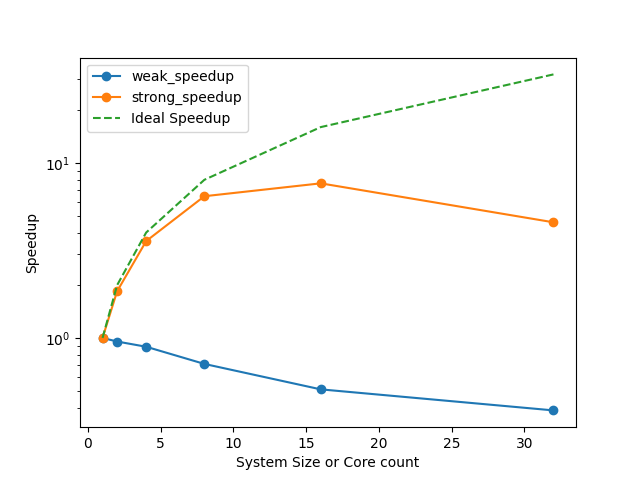 weak_speedup
strong_speedup
Ideal Speedup
10¹
10⁰
Speedup
0 5 10 15 20 25 30
System Size or Core count